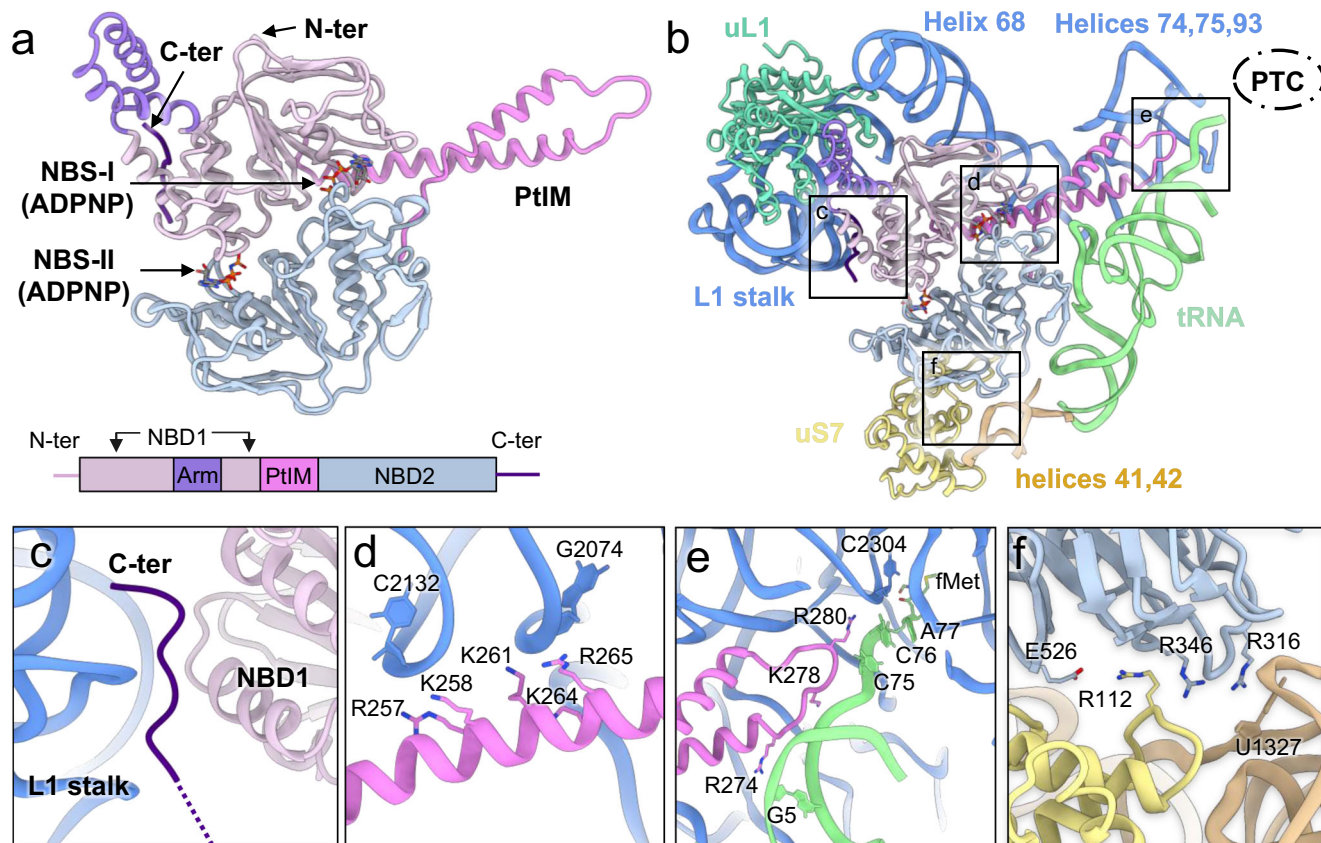 a
N-ter
C-ter
NBS-I
(ADPNP)
PtIM
NBS-II
(ADPNP)
N-ter
NBD1
C-ter
Arm
PtIM
NBD2
b
uL1
Helix 68
Helices 74,75,93
PTC
e
d
c
L1 stalk
tRNA
f
uS7
helices 41,42
c
C-ter
NBD1
L1 stalk
d
G2074
C2132
K261
R265
K258
K264
R257
e
C2304
fMet
R280
A77
C76
K278
C75
R274
G5
f
E526
R346
R316
R112
U1327